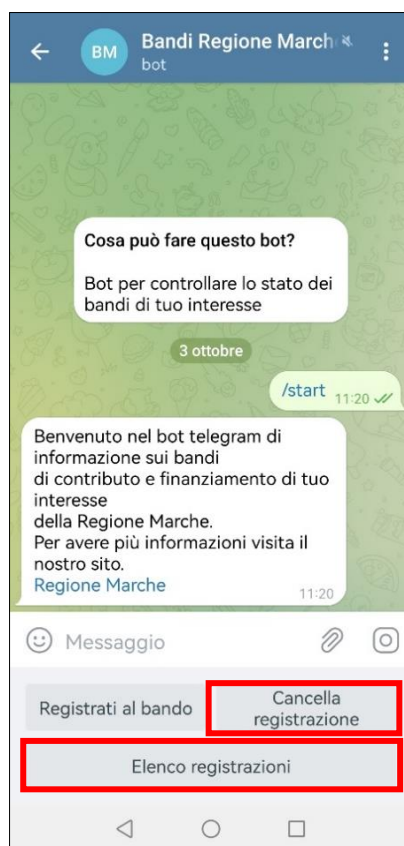 BM
Bandi Regione March
bot
Cosa può fare questo bot?
Bot per controllare lo stato dei
bandi di tuo interesse
3 ottobre
/start 11:20
Benvenuto nel bot telegram di
informazione sui bandi
di contributo e finanziamento di tuo
interesse
della Regione Marche.
Per avere più informazioni visita il
nostro sito.
Regione Marche
11:20
Messaggio
Registrati al bando
Cancella
registrazione
Elenco registrazioni